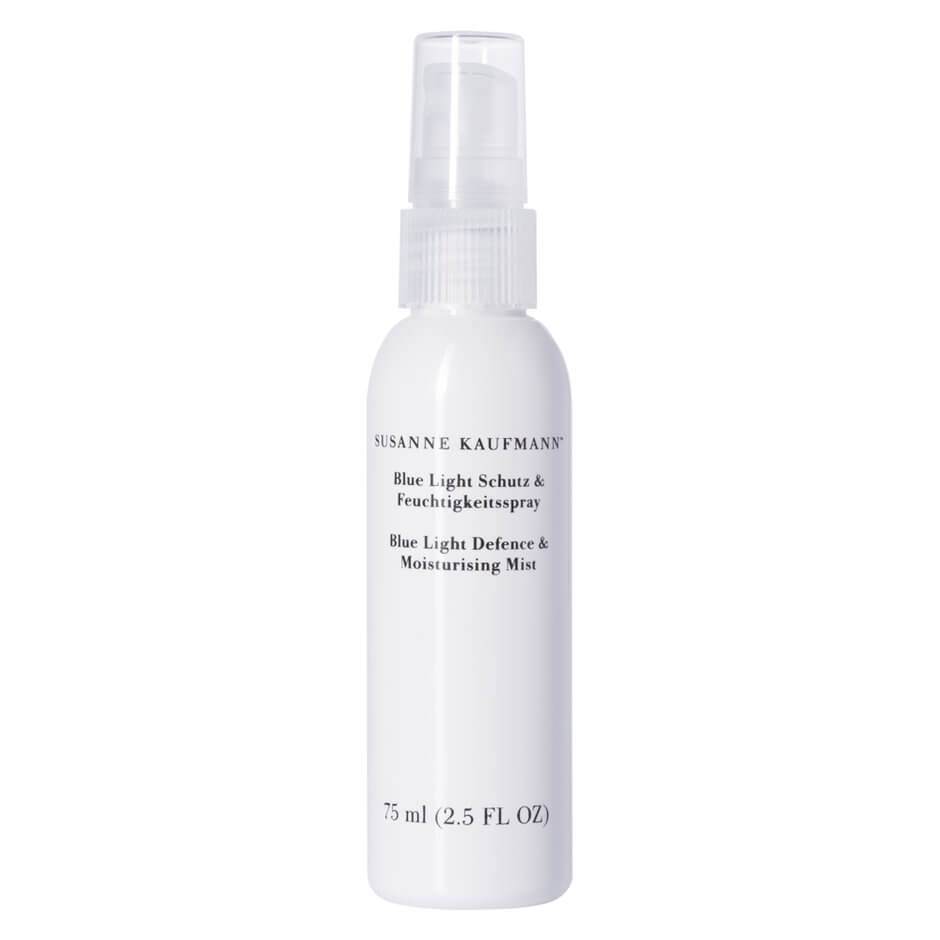 SUSANNE KAUFMANN™
Blue Light Schutz &
Feuchtigkeitsspray
Blue Light Defence &
Moisturising Mist
75 ml (2.5 FL OZ)